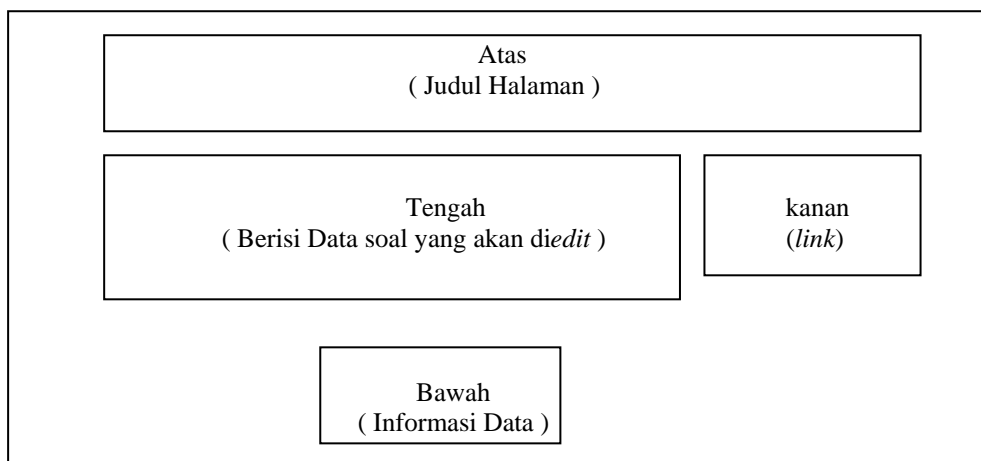 Atas
( Judul Halaman )
Tengah
( Berisi Data soal yang akan diedit )
kanan
(link)
Bawah
( Informasi Data )